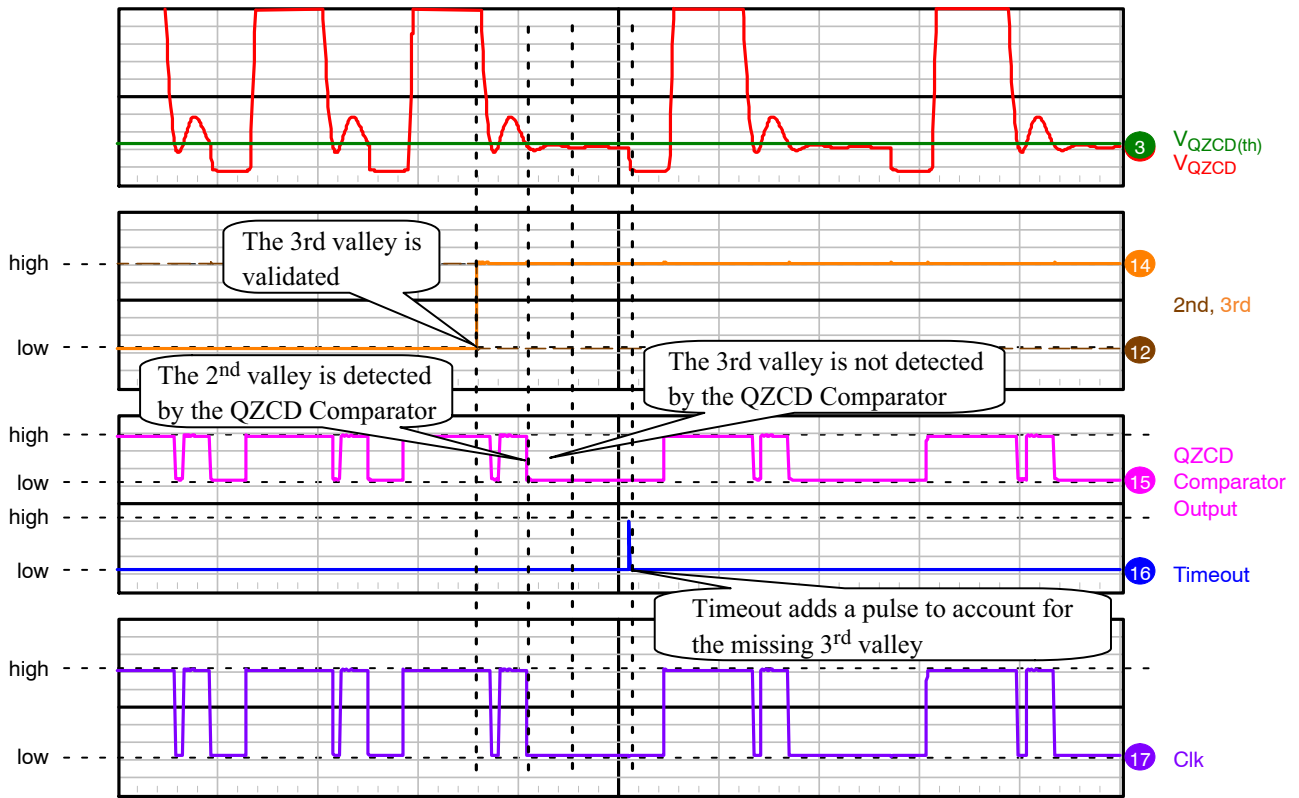 3
V_QZCD(th)
V_QZCD
The 3rd valley is
validated
high
14
2nd, 3rd
low
12
The 2nd valley is detected
by the QZCD Comparator
The 3rd valley is not detected
by the QZCD Comparator
high
QZCD
low
15
Comparator
high
Output
low
16
Timeout
Timeout adds a pulse to account for
the missing 3rd valley
high
low
17
Clk